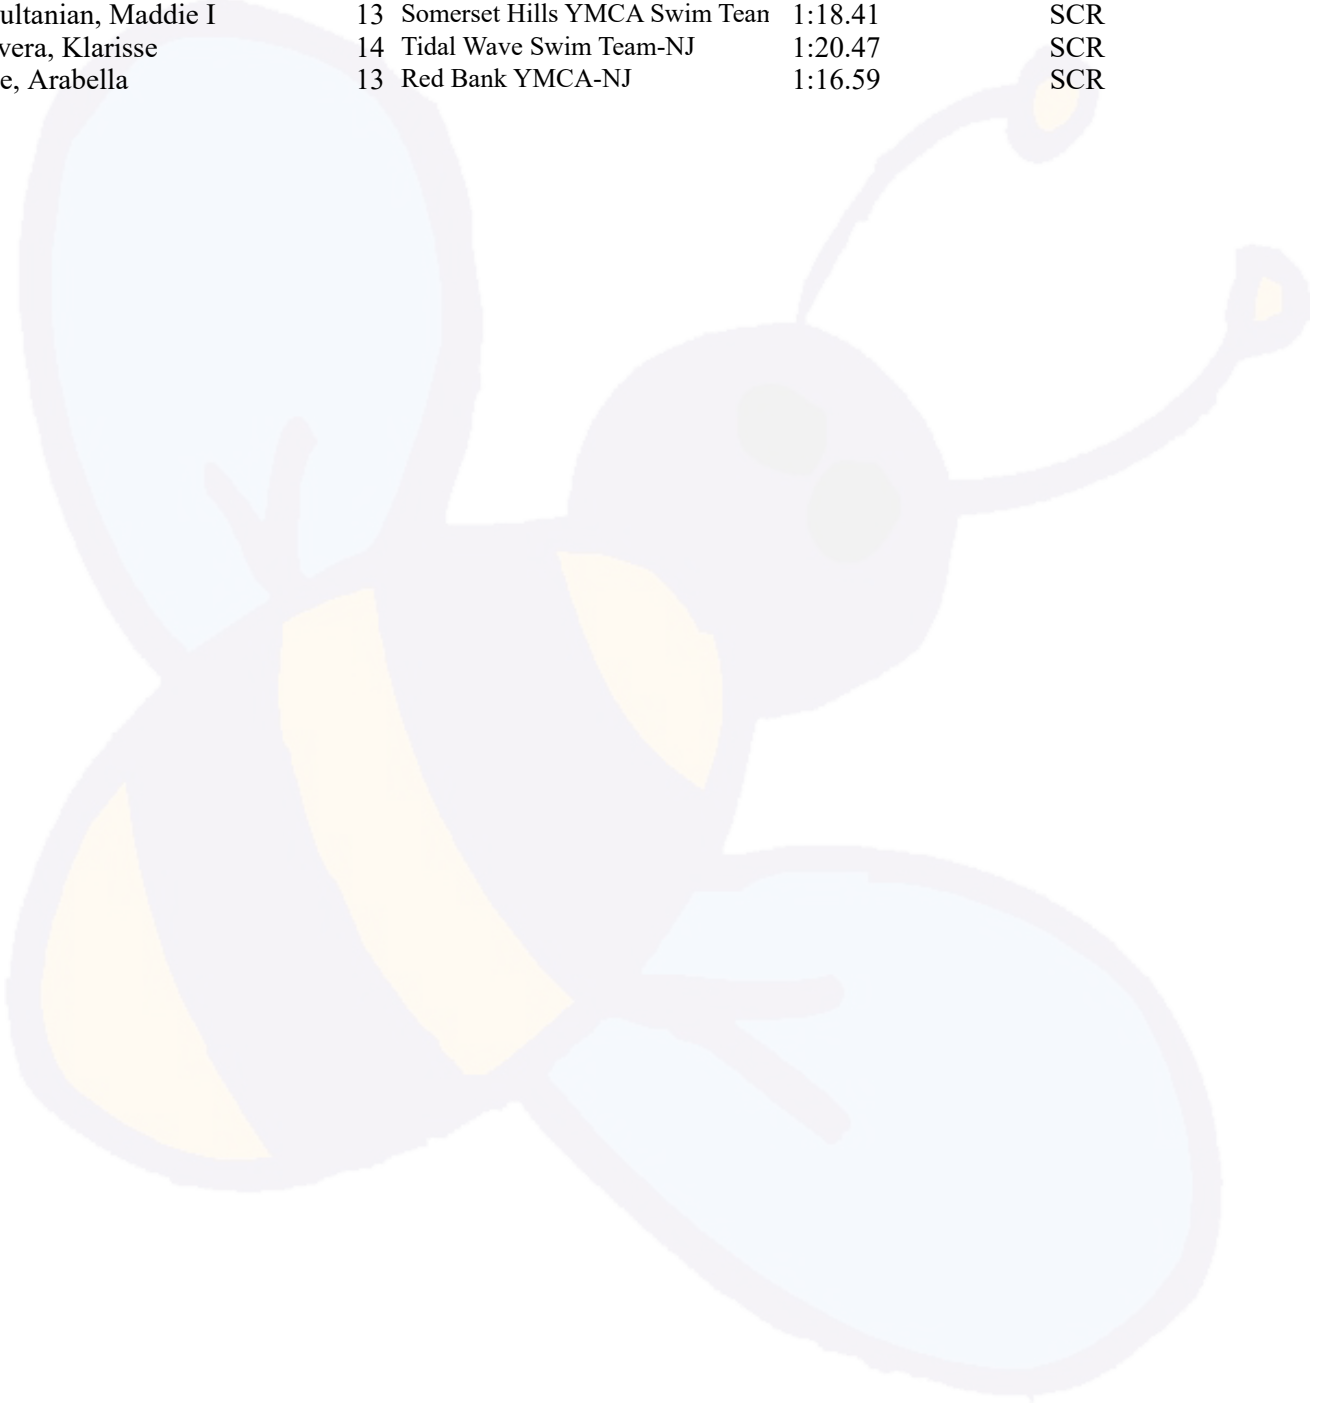 ultanian, Maddie I 13 Somerset Hills YMCA Swim Tean 1:18.41 SCR
vera, Klarisse 14 Tidal Wave Swim Team-NJ 1:20.47 SCR
e, Arabella 13 Red Bank YMCA-NJ 1:16.59 SCR